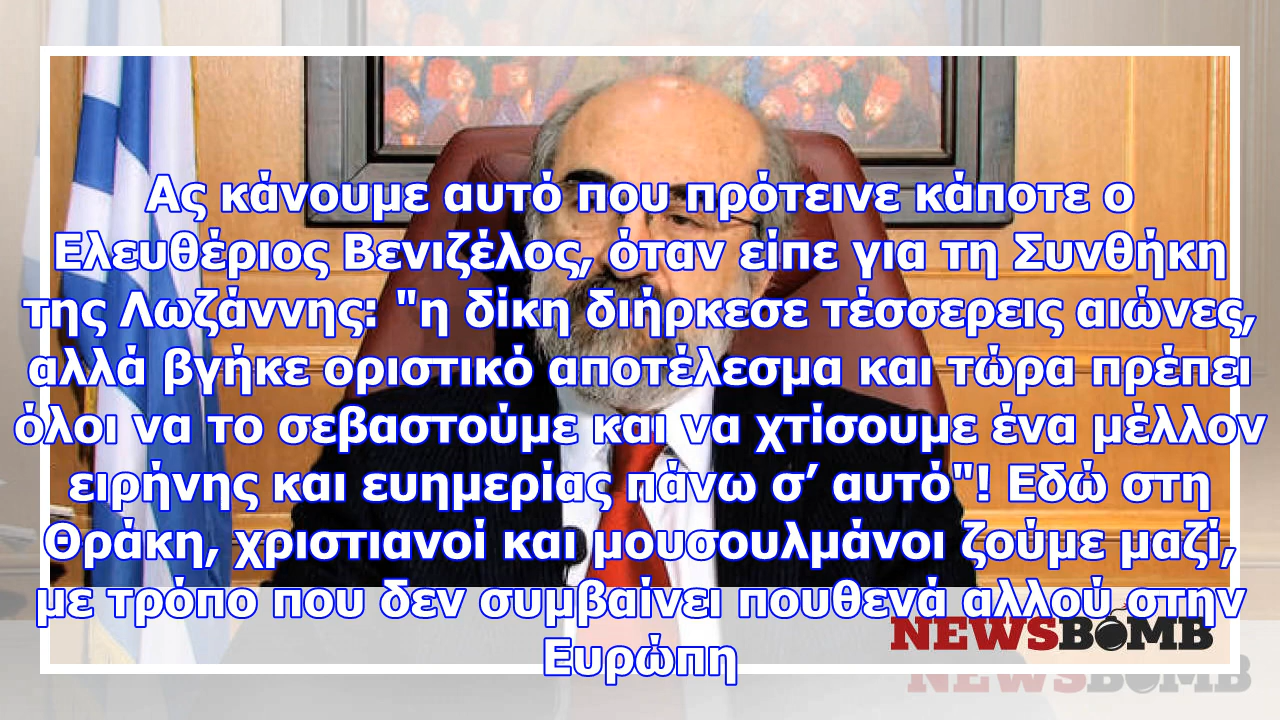 Ας κάνουμε αυτό που πρότεινε κάποτε ο
Ελευθέριος Βενιζέλος, όταν είπε για τη Συνθήκη
της Λωζάννης: "η δίκη διήρκεσε τέσσερεις αιώνες,
αλλά βγήκε οριστικό αποτέλεσμα και τώρα πρέπει
όλοι να το σεβαστούμε και να χτίσουμε ένα μέλλον
ειρήνης και ευημερίας πάνω σ’ αυτό"! Εδώ στη
Θράκη, χριστιανοί και μουσουλμάνοι ζούμε μαζί,
με τρόπο που δεν συμβαίνει πουθενά αλλού στην
Ευρώπη
NEWSBOMB
NEWSBOMB